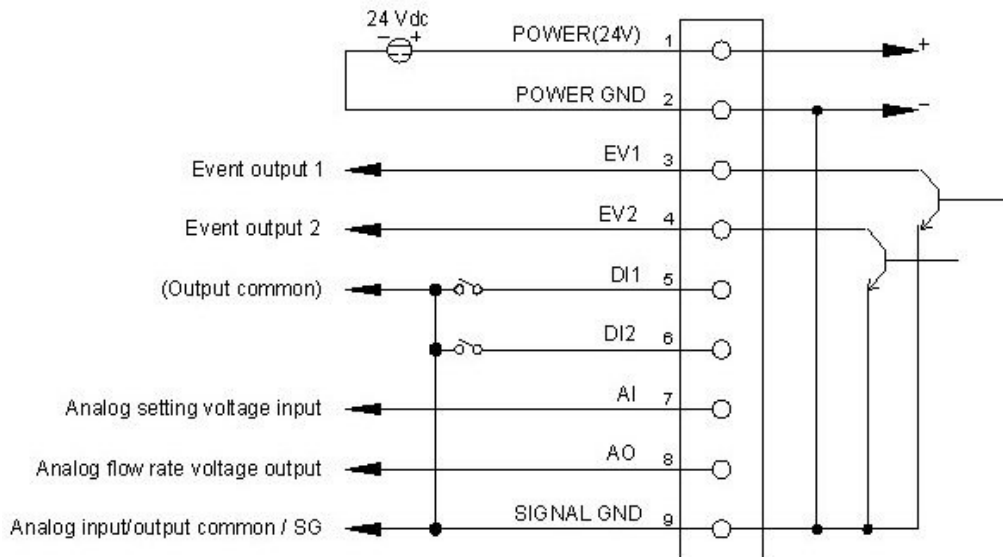 24 Vdc
− +
POWER(24V) 1 +
POWER GND 2 −
Event output 1 EV1 3
Event output 2 EV2 4
(Output common) DI1 5
DI2 6
Analog setting voltage input AI 7
Analog flow rate voltage output AO 8
Analog input/output common / SG SIGNAL GND 9